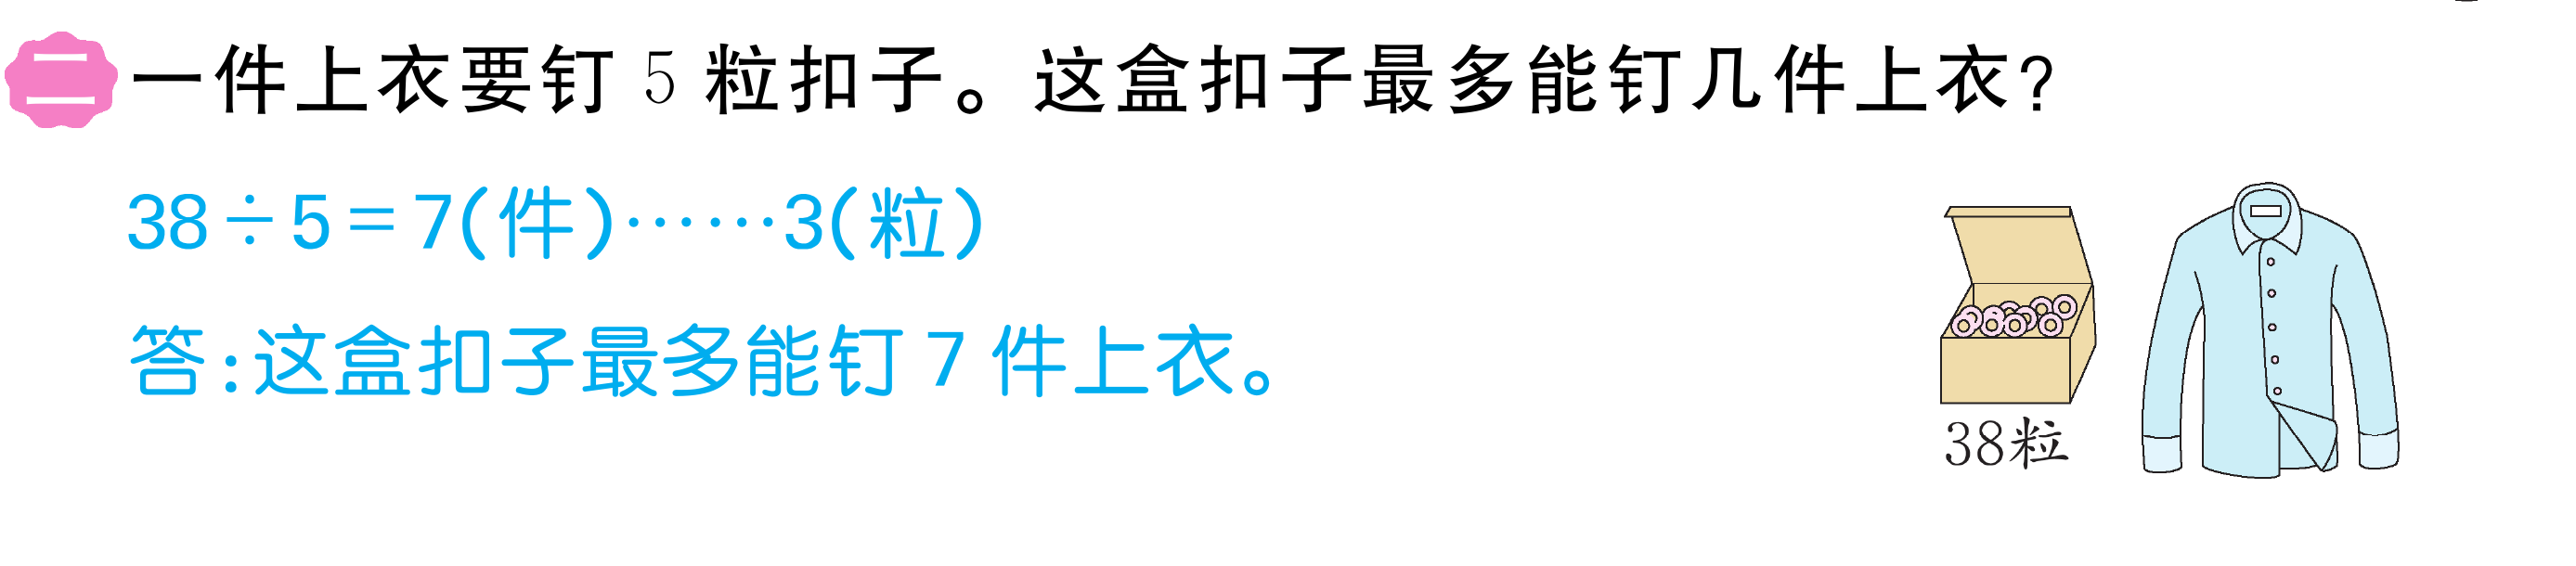 二 一件上衣要钉 5 粒扣子。这盒扣子最多能钉几件上衣？
38÷5=7(件)……3(粒)
答:这盒扣子最多能钉 7 件上衣。
38粒